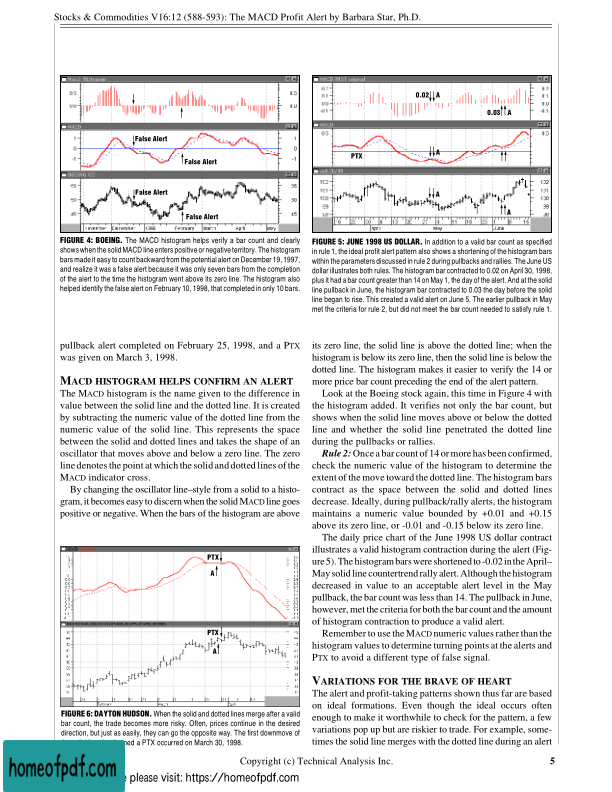 Stocks & Commodities V16:12 (588-593): The MACD Profit Alert by Barbara Star, Ph.D.
False Alert
False Alert
False Alert
False Alert
November December 1998 February March April May
FIGURE 4: BOEING. The MACD histogram helps verify a bar count and clearly
shows when the solid MACD line enters positive or negative territory. The histogram
bars made it easy to count backward from the potential alert on December 19, 1997,
and realize it was a false alert because it was only seven bars from the completion
of the alert to the time the histogram went above its zero line. The histogram also
helped identify the false alert on February 10, 1998, that completed in only 10 bars.
0.02 A
0.03 A
PTX
A
A
A
April May June
FIGURE 5: JUNE 1998 US DOLLAR. In addition to a valid bar count as specified
in rule 1, the ideal profit alert pattern also shows a shortening of the histogram bars
within the parameters discussed in rule 2 during pullbacks and rallies. The June US
dollar illustrates both rules. The histogram bar contracted to 0.02 on April 30, 1998,
plus it had a bar count greater than 14 on May 1, the day of the alert. And at the solid
line pullback in June, the histogram bar contracted to 0.03 the day before the solid
line began to rise. This created a valid alert on June 5. The earlier pullback in May
met the criteria for rule 2, but did not meet the bar count needed to satisfy rule 1.
pullback alert completed on February 25, 1998, and a PTX
was given on March 3, 1998.
MACD HISTOGRAM HELPS CONFIRM AN ALERT
The MACD histogram is the name given to the difference in
value between the solid line and the dotted line. It is created
by subtracting the numeric value of the dotted line from the
numeric value of the solid line. This represents the space
between the solid and dotted lines and takes the shape of an
oscillator that moves above and below a zero line. The zero
line denotes the point at which the solid and dotted lines of the
MACD indicator cross.
By changing the oscillator line–style from a solid to a histo-
gram, it becomes easy to discern when the solid MACD line goes
positive or negative. When the bars of the histogram are above
PTX
A
PTX
A
FIGURE 6: DAYTON HUDSON. When the solid and dotted lines merge after a valid
bar count, the trade becomes more risky. Often, prices continue in the desired
direction, but just as easily, they can go the opposite way. The first downmove of
ned a PTX occurred on March 30, 1998.
its zero line, the solid line is above the dotted line; when the
histogram is below its zero line, then the solid line is below the
dotted line. The histogram makes it easier to verify the 14 or
more price bar count preceding the end of the alert pattern.
Look at the Boeing stock again, this time in Figure 4 with
the histogram added. It verifies not only the bar count, but
shows when the solid line moves above or below the dotted
line and whether the solid line penetrated the dotted line
during the pullbacks or rallies.
Rule 2: Once a bar count of 14 or more has been confirmed,
check the numeric value of the histogram to determine the
extent of the move toward the dotted line. The histogram bars
contract as the space between the solid and dotted lines
decrease. Ideally, during pullback/rally alerts, the histogram
maintains a numeric value bounded by +0.01 and +0.15
above its zero line, or -0.01 and -0.15 below its zero line.
The daily price chart of the June 1998 US dollar contract
illustrates a valid histogram contraction during the alert (Fig-
ure 5). The histogram bars were shortened to -0.02 in the April–
May solid line countertrend rally alert. Although the histogram
decreased in value to an acceptable alert level in the May
pullback, the bar count was less than 14. The pullback in June,
however, met the criteria for both the bar count and the amount
of histogram contraction to produce a valid alert.
Remember to use the MACD numeric values rather than the
histogram values to determine turning points at the alerts and
PTX to avoid a different type of false signal.
VARIATIONS FOR THE BRAVE OF HEART
The alert and profit-taking patterns shown thus far are based
on ideal formations. Even though the ideal occurs often
enough to make it worthwhile to check for the pattern, a few
variations pop up but are riskier to trade. For example, some-
times the solid line merges with the dotted line during an alert
Copyright (c) Technical Analysis Inc.
5
homeofpdf.com
please visit: https://homeofpdf.com